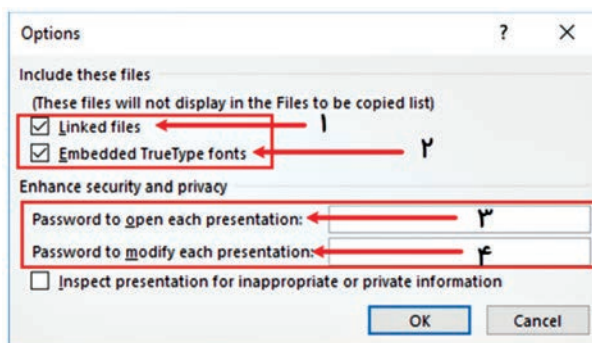 Options ? X
Include these files
(These files will not display in the Files to be copied list)
Linked files ۱
Embedded TrueType fonts ۲
Enhance security and privacy
Password to open each presentation: ۳
Password to modify each presentation: ۴
Inspect presentation for inappropriate or private information
OK Cancel